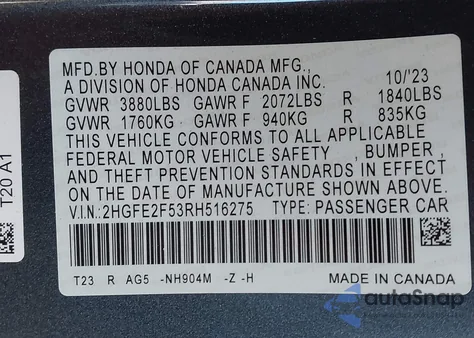 MFD.BY HONDA OF CANADA MFG.,
A DIVISION OF HONDA CANADA INC. 10/'23
GVWR 3880LBS GAWR F 2072LBS R 1840LBS
GVWR 1760KG GAWR F 940KG R 835KG
THIS VEHICLE CONFORMS TO ALL APPLICABLE
FEDERAL MOTOR VEHICLE SAFETY , BUMPER ,
AND THEFT PREVENTION STANDARDS IN EFFECT
ON THE DATE OF MANUFACTURE SHOWN ABOVE.
V.I.N.:2HGFE2F53RH516275 TYPE: PASSENGER CAR
T23 R AG5 -NH904M -Z -H MADE IN CANADA
T20 A1
autoSnap